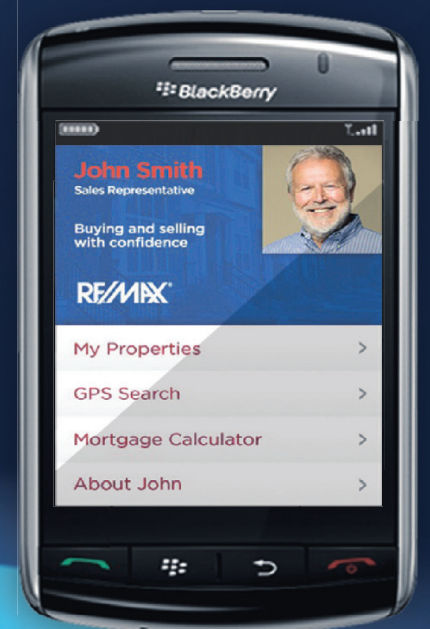 BlackBerry
John Smith
Sales Representative
Buying and selling
with confidence
RE/MAX
My Properties
GPS Search
Mortgage Calculator
About John